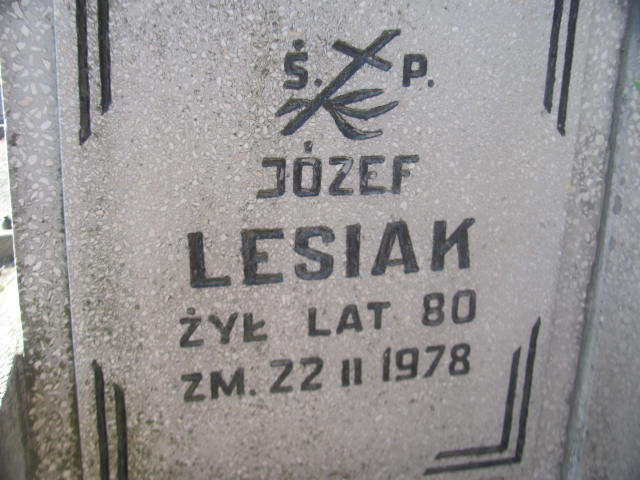 Ś. P.
JÓZEF
LESIAK
ŻYŁ LAT 80
ZM. 22 II 1978